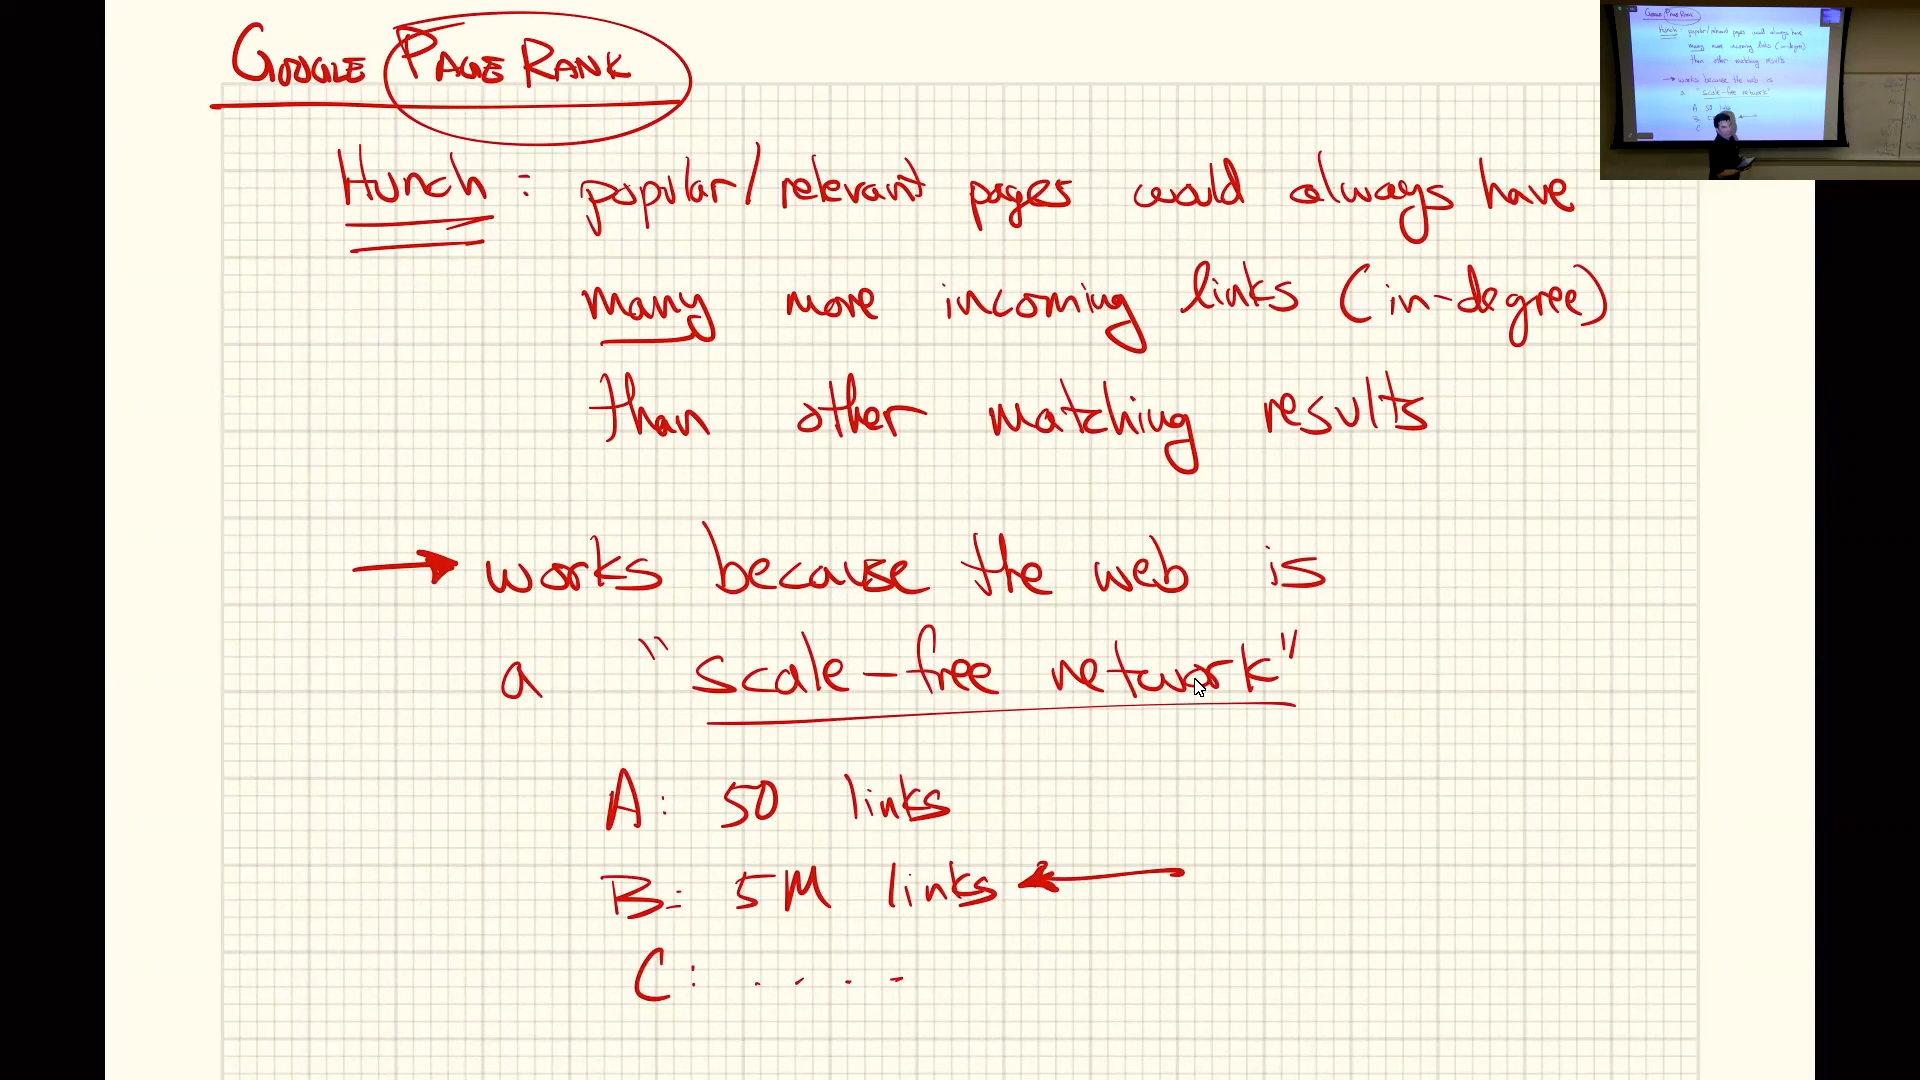 GOOGLE PAGE RANK
Hunch : popular/relevant pages would always have
many more incoming links (in-degree)
than other matching results
→ works because the web is
a "scale-free network"
A: 50 links
B: 5M links ←
C: . . . .